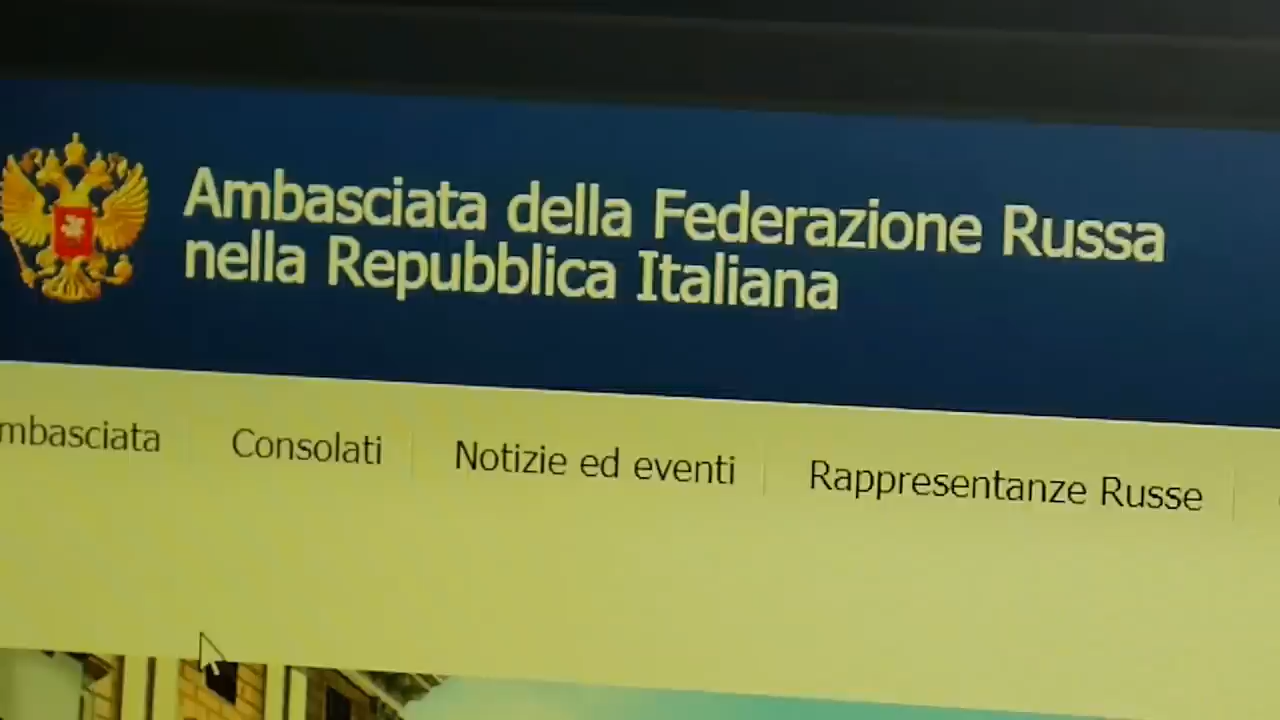 Ambasciata della Federazione Russa
nella Repubblica Italiana
mbasciata Consolati Notizie ed eventi Rappresentanze Russe